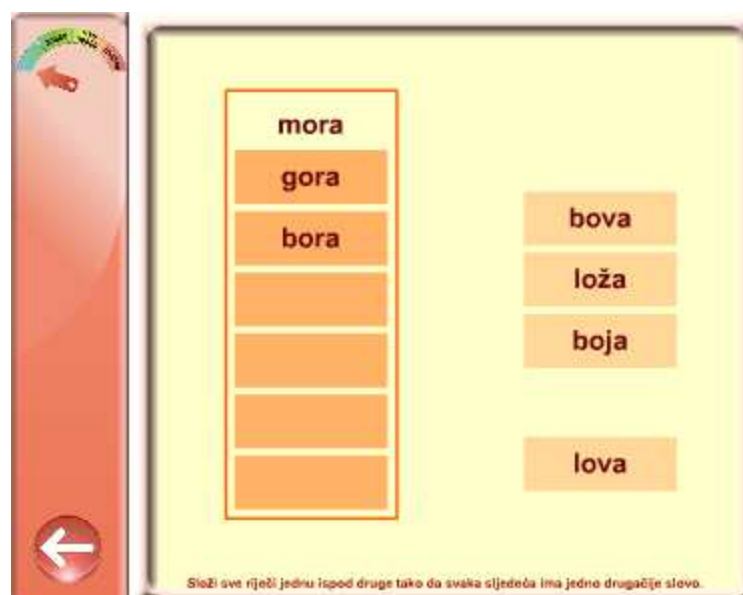 mora
gora
bora
bova
loža
boja
lova
Složi sve riječi jednu ispod druge tako da svaka sljedeća ima jedno drugačije slovo.